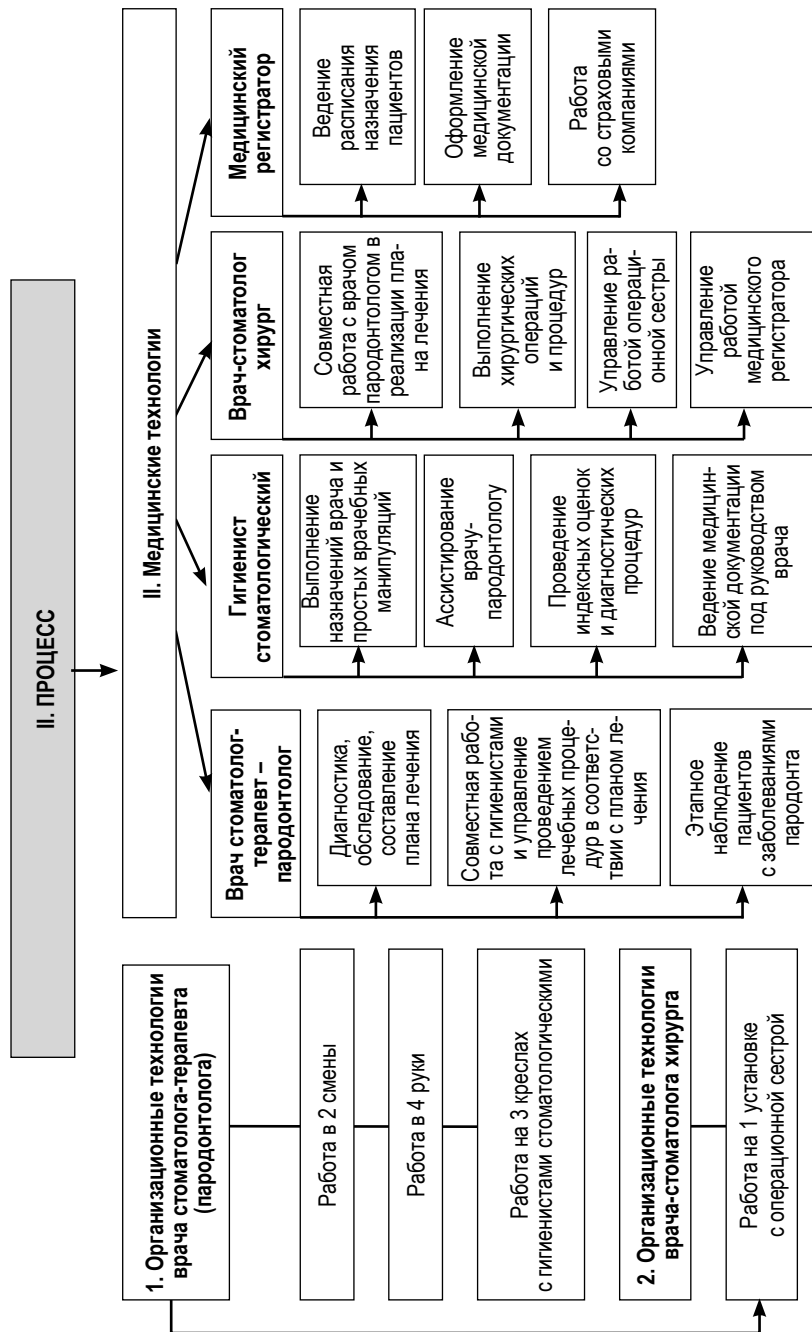 II. ПРОЦЕСС
1. Организационные технологии
врача стоматолога-терапевта
(пародонтолога)
Работа в 2 смены
Работа в 4 руки
Работа на 3 креслах
с гигиенистами стоматологическими
2. Организационные технологии
врача-стоматолога хирурга
Работа на 1 установке
с операционной сестрой
II. Медицинские технологии
Врач стоматолог-
терапевт –
пародонтолог
Диагностика,
обследование,
составление
плана лечения
Совместная рабо-
та с гигиенистами
и управление
проведением
лечебных проце-
дур в соответс-
твии с планом ле-
чения
Этапное
наблюдение
пациентов
с заболеваниями
пародонта
Гигиенист
стоматологический
Выполнение
назначений врача и
простых врачебных
манипуляций
Ассистирование
врачу-
пародонтологу
Проведение
индексных оценок
и диагностических
процедур
Ведение медицин-
ской документации
под руководством
врача
Врач-стоматолог
хирург
Совместная
работа с врачом
пародонтологом в
реализации пла-
на лечения
Выполнение
хирургических
операций
и процедур
Управление ра-
ботой операци-
онной сестры
Управление
работой
медицинского
регистратора
Медицинский
регистратор
Ведение
расписания
назначения
пациентов
Оформление
медицинской
документации
Работа
со страховыми
компаниями